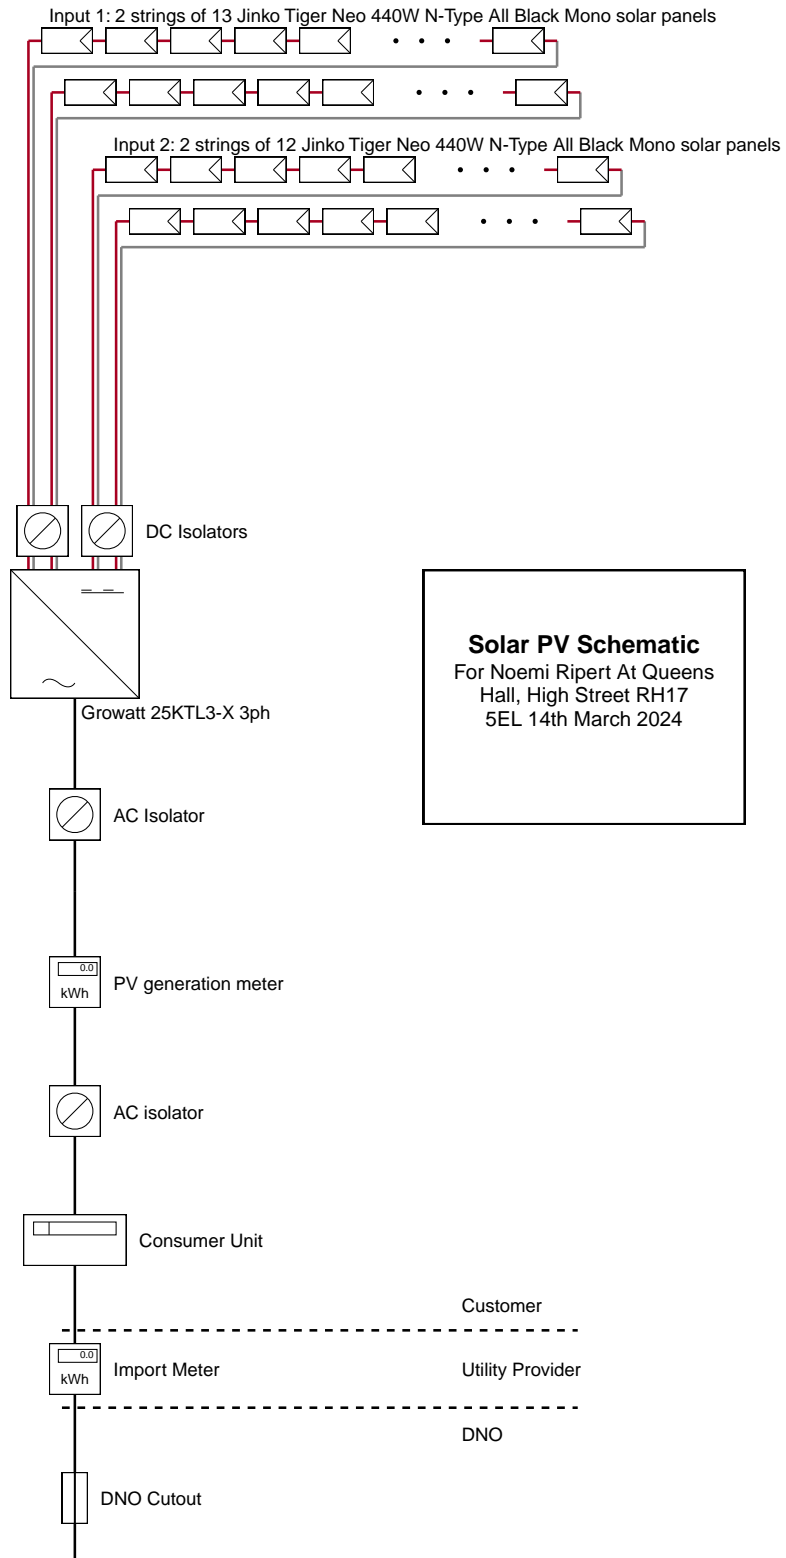 Input 1: 2 strings of 13 Jinko Tiger Neo 440W N-Type All Black Mono solar panels
Input 2: 2 strings of 12 Jinko Tiger Neo 440W N-Type All Black Mono solar panels
DC Isolators
Growatt 25KTL3-X 3ph
Solar PV Schematic
For Noemi Ripert At Queens
Hall, High Street RH17
5EL 14th March 2024
AC Isolator
0.0
kWh
PV generation meter
AC isolator
Consumer Unit
Customer
0.0
kWh
Import Meter
Utility Provider
DNO
DNO Cutout